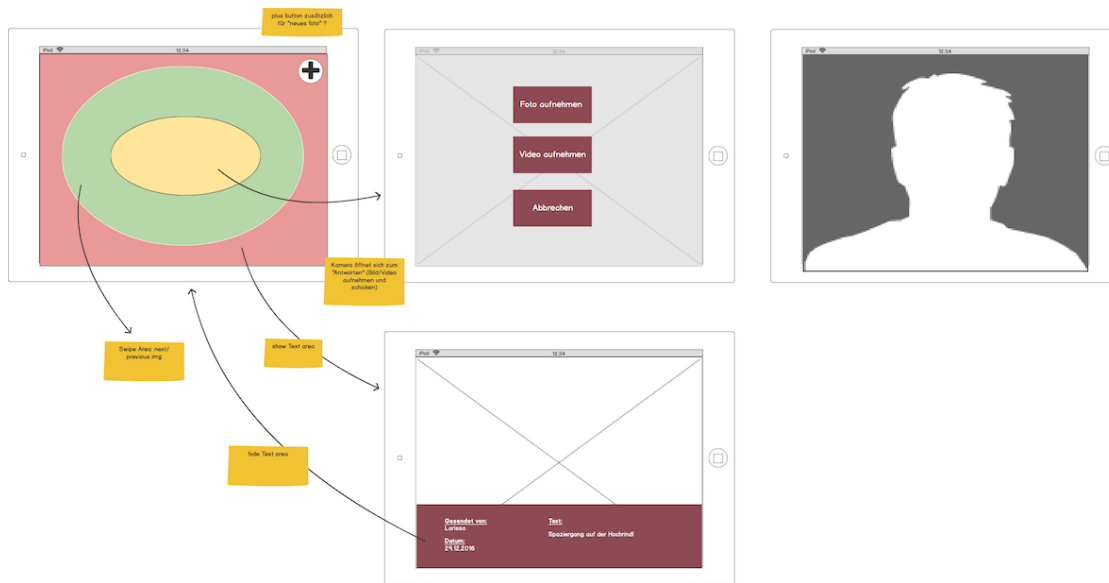 plus button zusätzlich
für "neues foto" ?
iPad
12:34
iPad
12:34
Foto aufnehmen
Video aufnehmen
Abbrechen
iPad
12:34
Kamera öffnet sich zum
"Antworten" (Bild/Video
aufnehmen und
schicken)
Swipe Area: next/
previous img
show Text area
hide Text area
iPad
12:34
Gesendet von:
Larissa
Datum:
29.12.2016
Text:
Spaziergang auf der Hochrindl